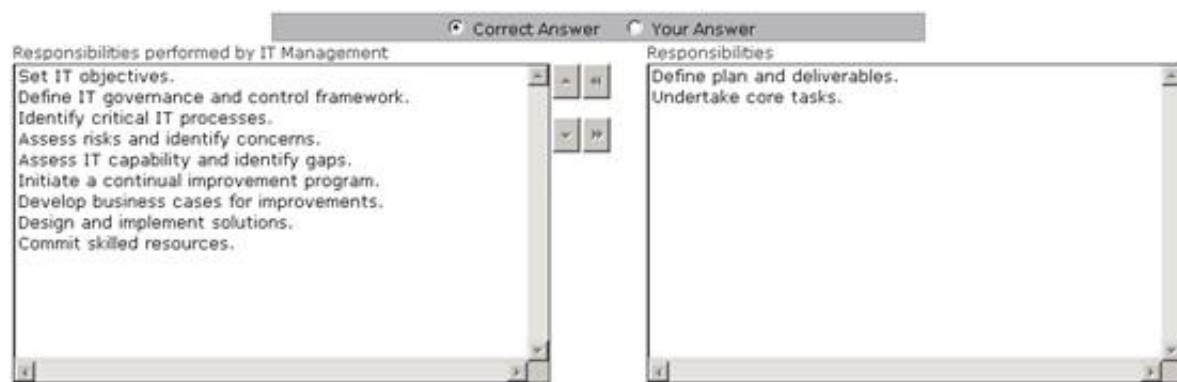 Correct Answer Your Answer
Responsibilities performed by IT Management
Set IT objectives.
Define IT governance and control framework.
Identify critical IT processes.
Assess risks and identify concerns.
Assess IT capability and identify gaps.
Initiate a continual improvement program.
Develop business cases for improvements.
Design and implement solutions.
Commit skilled resources.
Responsibilities
Define plan and deliverables.
Undertake core tasks.